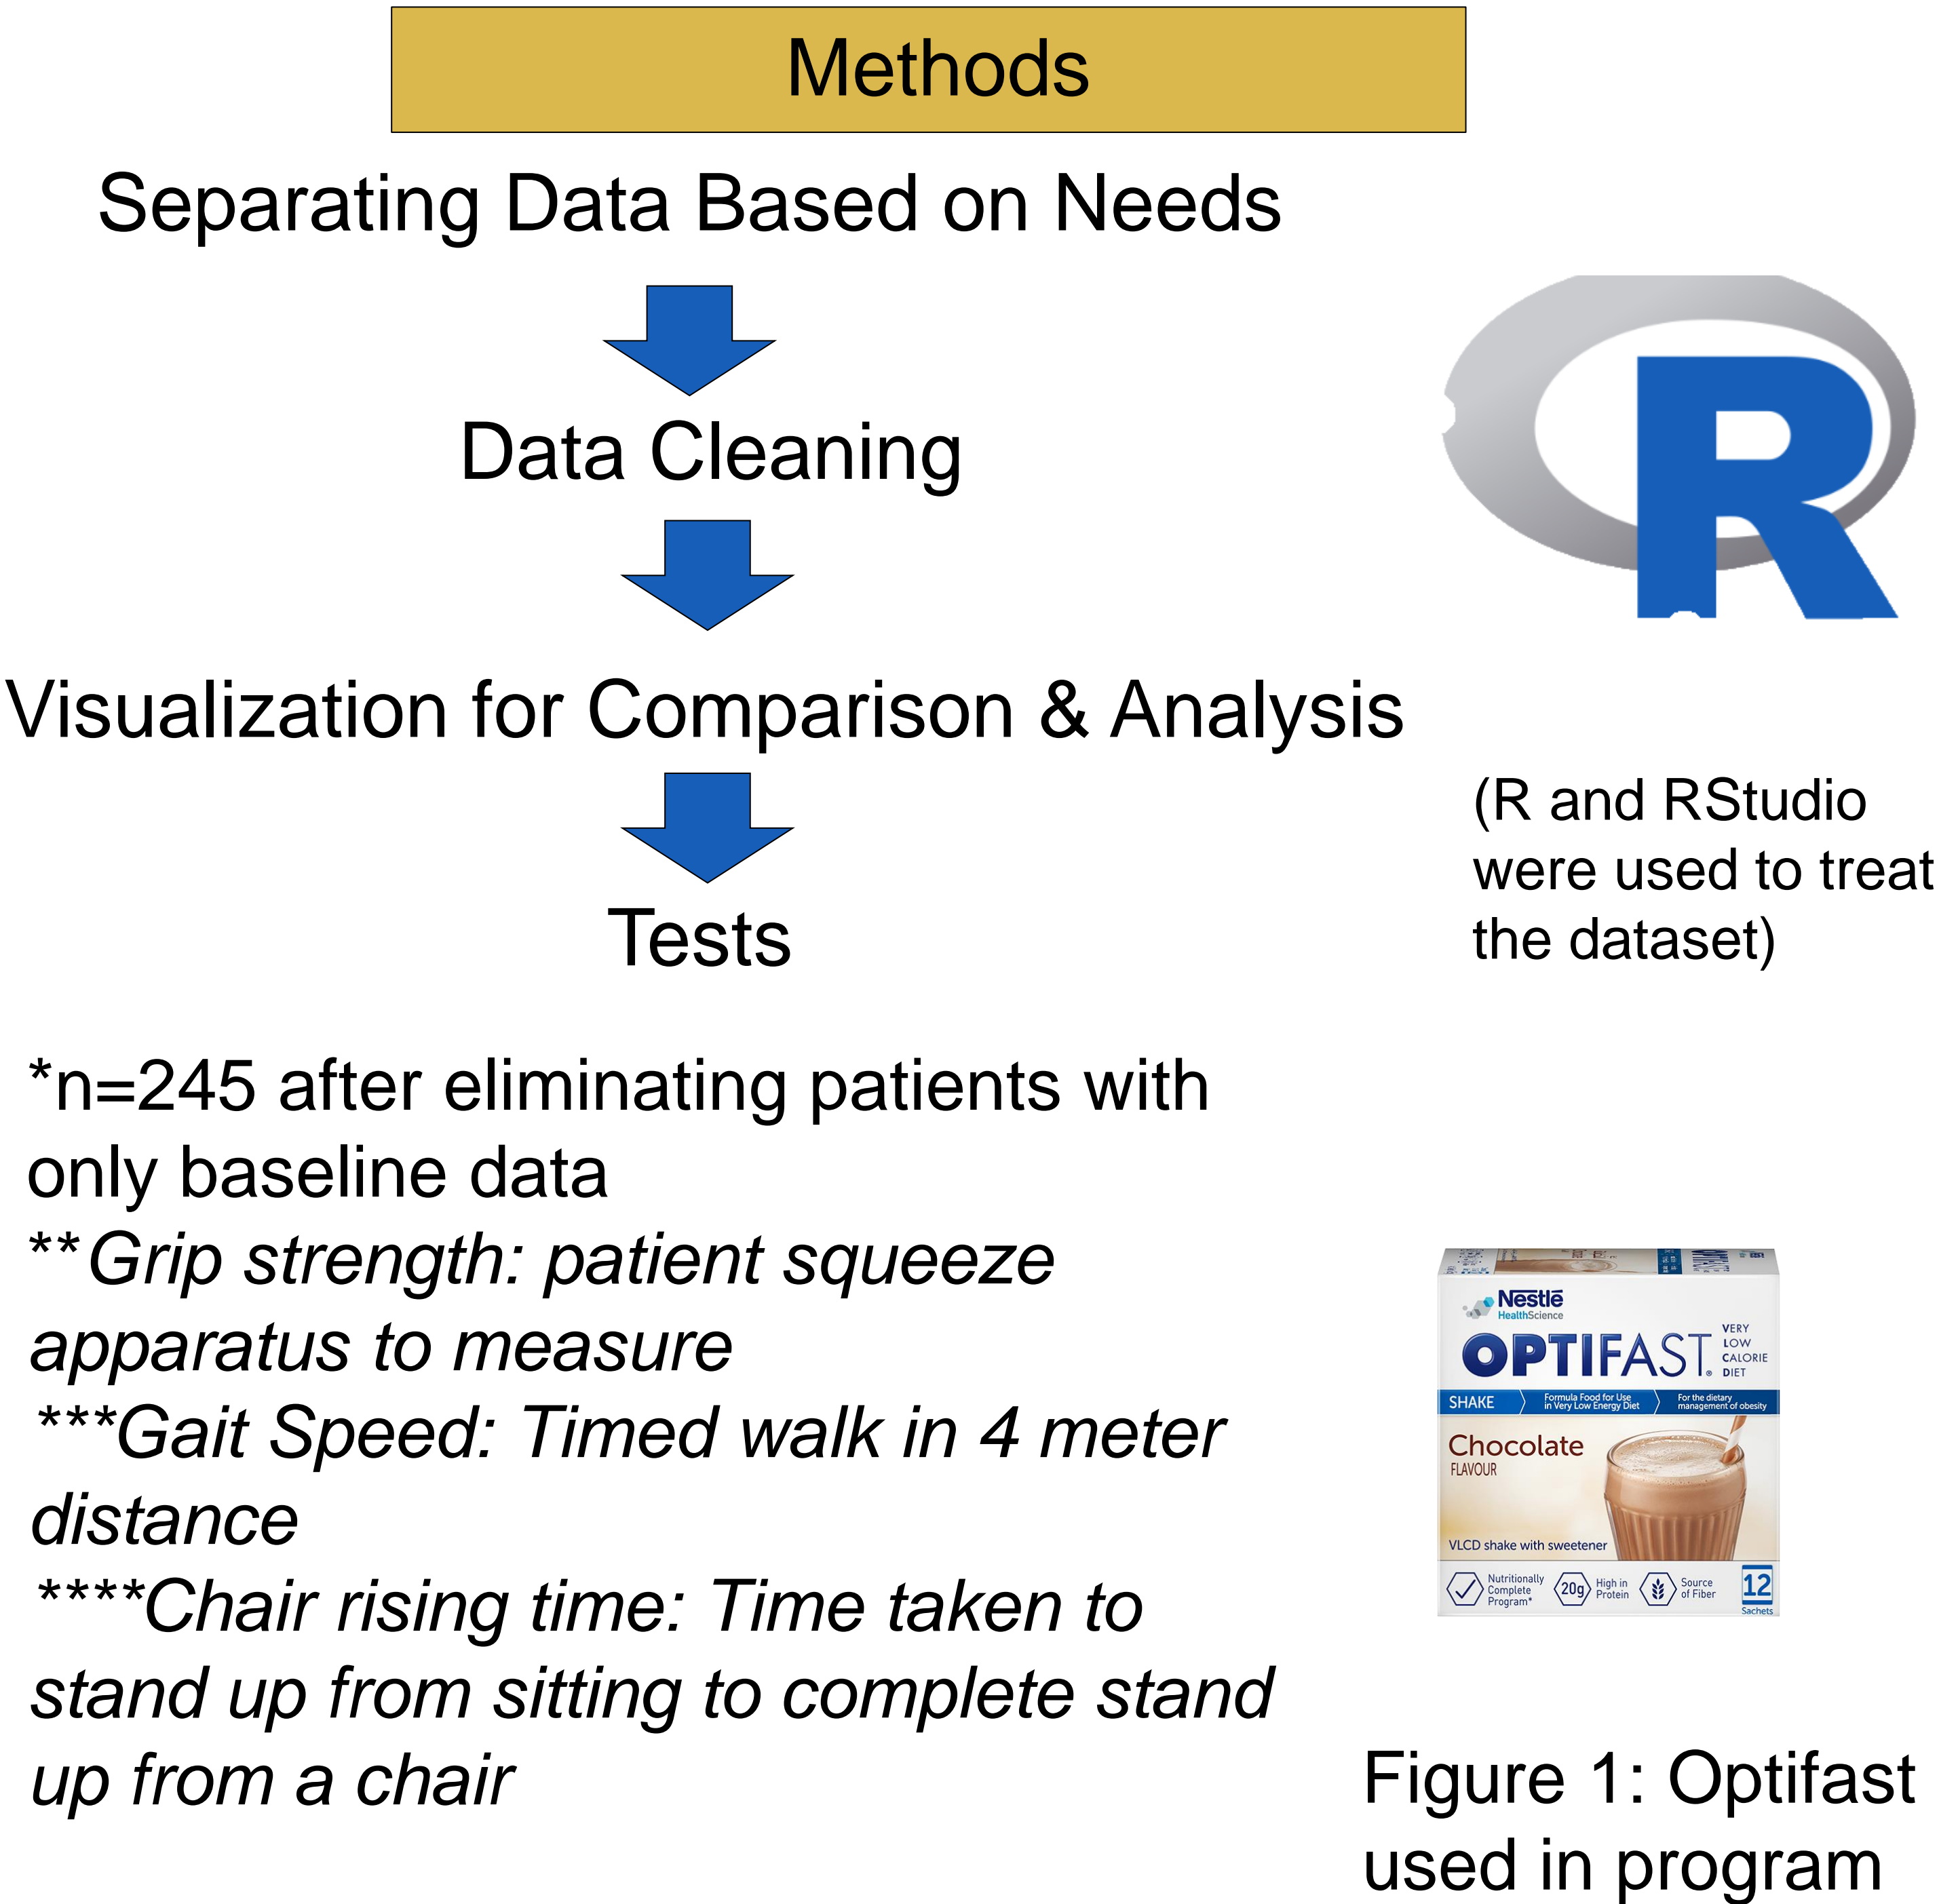 Methods
Separating Data Based on Needs
Data Cleaning
Visualization for Comparison & Analysis
Tests
R
(R and RStudio
were used to treat
the dataset)
*n=245 after eliminating patients with
only baseline data
**Grip strength: patient squeeze
apparatus to measure
***Gait Speed: Timed walk in 4 meter
distance
****Chair rising time: Time taken to
stand up from sitting to complete stand
up from a chair
Nestlé
HealthScience
OPTIFAST®
VERY
LOW
CALORIE
DIET
SHAKE
Formula Food for Use
in Very Low Energy Diet
For the dietary
management of obesity
Chocolate
FLAVOUR
VLCD shake with sweetener
Nutritionally
Complete
Program*
20g
High in
Protein
Source
of Fiber
12
Sachets
Figure 1: Optifast
used in program